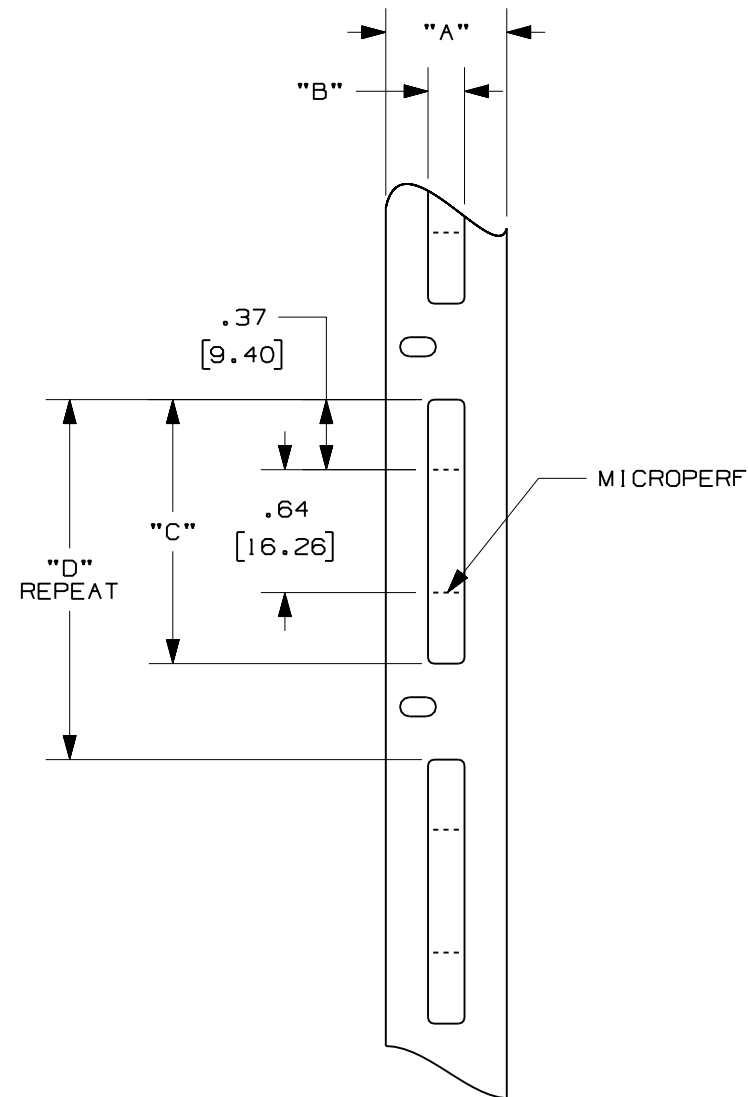 "A"
"B"
.37
[9.40]
MICROPERF
.64
[16.26]
"C"
"D"
REPEAT